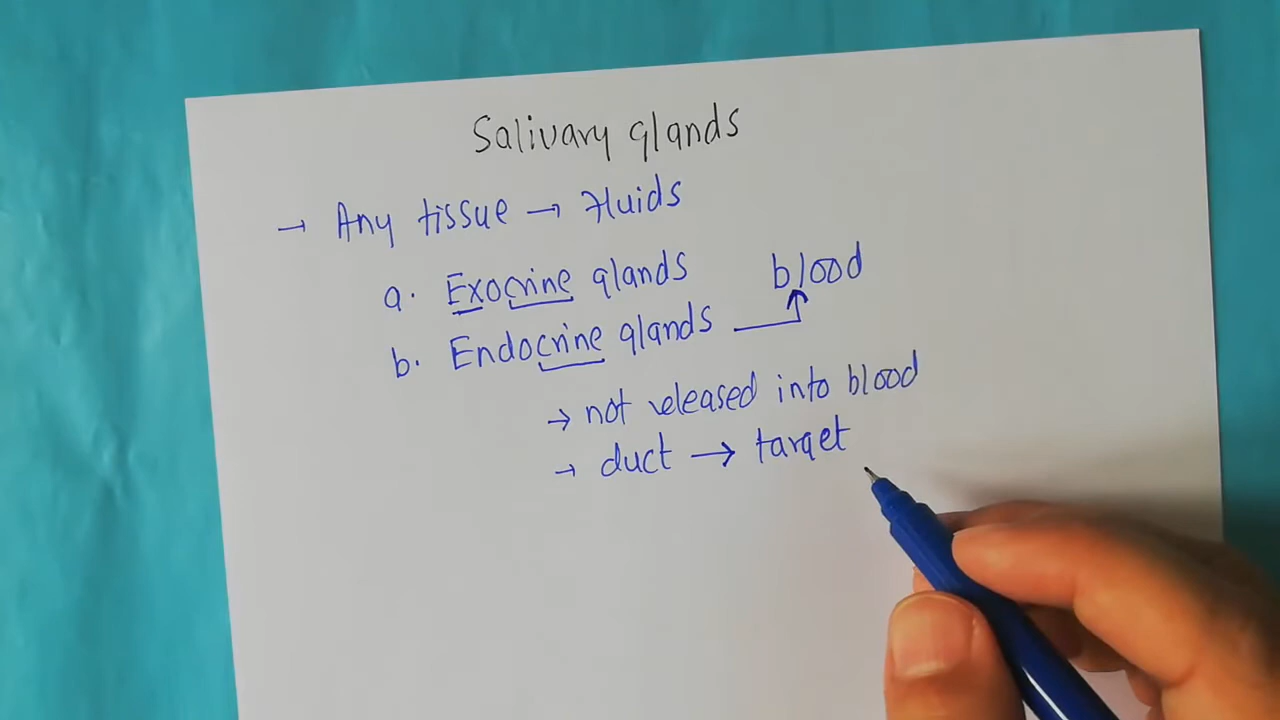 Salivary glands
→ Any tissue → Fluids
a. Exocrine glands
blood
b. Endocrine glands
→ not released into blood
→ duct → target